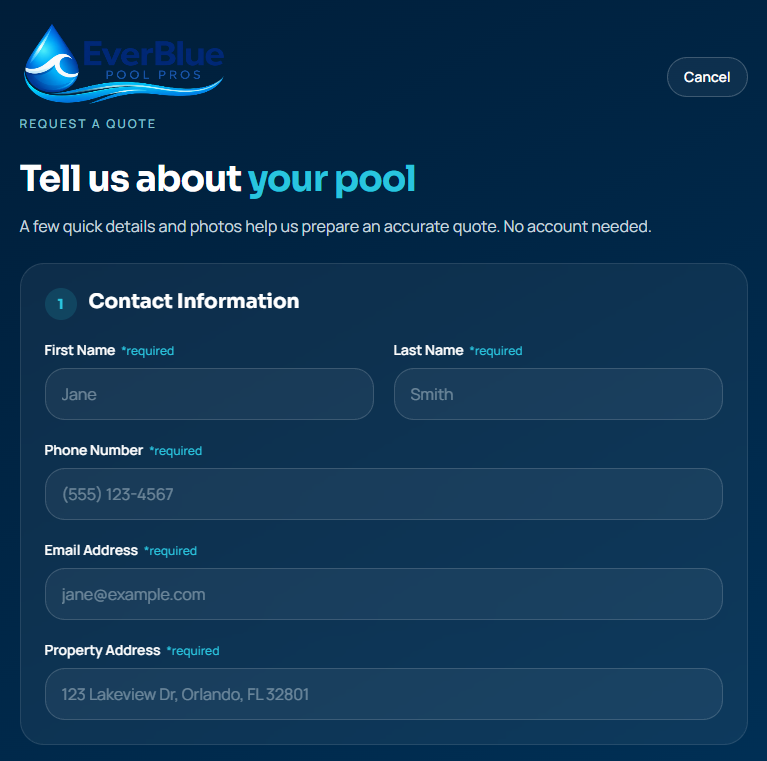 EverBlue
POOL PROS
Cancel
REQUEST A QUOTE
Tell us about your pool
A few quick details and photos help us prepare an accurate quote. No account needed.
1 Contact Information
First Name *required
Last Name *required
Jane
Smith
Phone Number *required
(555) 123-4567
Email Address *required
jane@example.com
Property Address *required
123 Lakeview Dr, Orlando, FL 32801